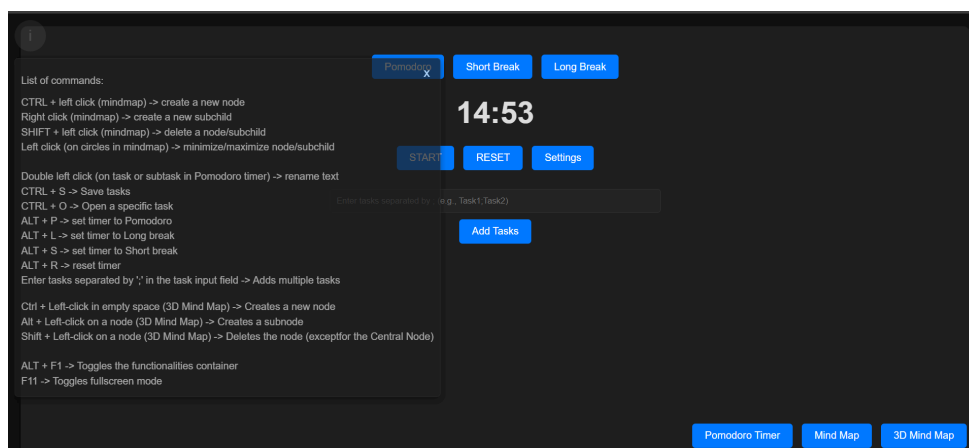 i
Pomodoro
Short Break
Long Break
x
List of commands:
14:53
CTRL + left click (mindmap) -> create a new node
Right click (mindmap) -> create a new subchild
SHIFT + left click (mindmap) -> delete a node/subchild
Left click (on circles in mindmap) -> minimize/maximize node/subchild
START
RESET
Settings
Double left click (on task or subtask in Pomodoro timer) -> rename text
CTRL + S -> Save tasks
CTRL + O -> Open a specific task
Enter tasks separated by ; (e.g., Task1;Task2)
ALT + P -> set timer to Pomodoro
ALT + L -> set timer to Long break
Add Tasks
ALT + S -> set timer to Short break
ALT + R -> reset timer
Enter tasks separated by ';' in the task input field -> Adds multiple tasks
Ctrl + Left-click in empty space (3D Mind Map) -> Creates a new node
Alt + Left-click on a node (3D Mind Map) -> Creates a subnode
Shift + Left-click on a node (3D Mind Map) -> Deletes the node (exceptfor the Central Node)
ALT + F1 -> Toggles the functionalities container
F11 -> Toggles fullscreen mode
Pomodoro Timer
Mind Map
3D Mind Map